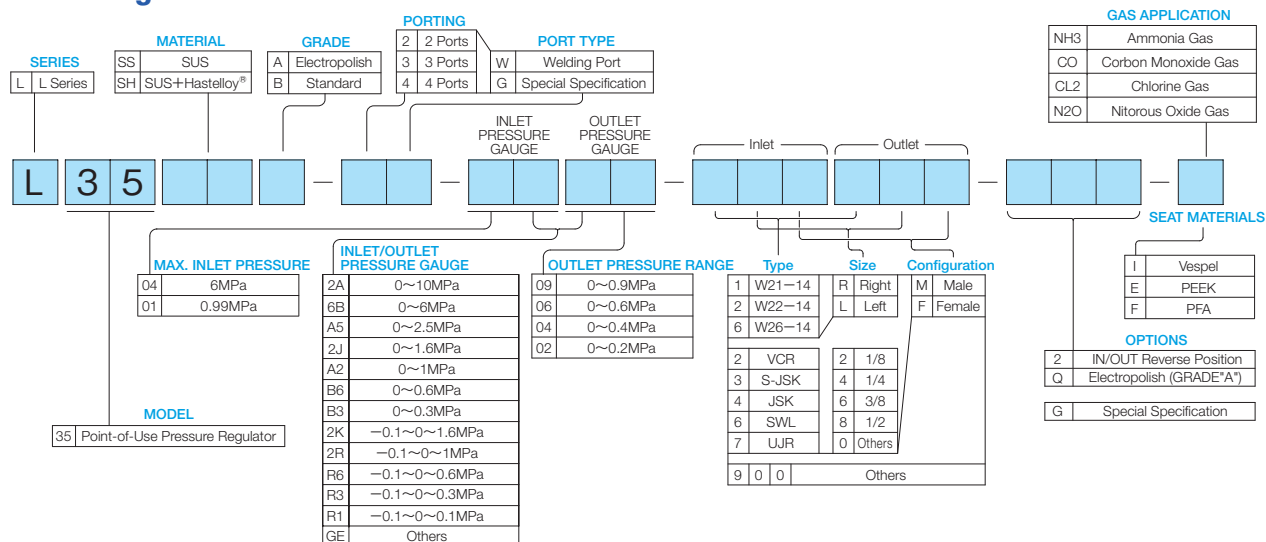 GAS APPLICATION
NH3 Ammonia Gas
CO Corbon Monoxide Gas
CL2 Chlorine Gas
N2O Nitorous Oxide Gas
PORTING
2 2 Ports
3 3 Ports
4 4 Ports
PORT TYPE
W Welding Port
G Special Specification
MATERIAL
SS SUS
SH SUS+Hastelloy®
GRADE
A Electropolish
B Standard
SERIES
L L Series
INLET
PRESSURE
GAUGE
OUTLET
PRESSURE
GAUGE
Inlet
Outlet
L 3 5 — — — — —
SEAT MATERIALS
I Vespel
E PEEK
F PFA
MAX. INLET PRESSURE
04 6MPa
01 0.99MPa
INLET/OUTLET
PRESSURE GAUGE
2A 0〜10MPa
6B 0〜6MPa
A5 0〜2.5MPa
2J 0〜1.6MPa
A2 0〜1MPa
B6 0〜0.6MPa
B3 0〜0.3MPa
2K −0.1〜0〜1.6MPa
2R −0.1〜0〜1MPa
R6 −0.1〜0〜0.6MPa
R3 −0.1〜0〜0.3MPa
R1 −0.1〜0〜0.1MPa
GE Others
OUTLET PRESSURE RANGE
09 0〜0.9MPa
06 0〜0.6MPa
04 0〜0.4MPa
02 0〜0.2MPa
Type Size Configuration
1 W21−14 R Right M Male
2 W22−14 L Left F Female
6 W26−14
2 VCR 2 1/8
3 S-JSK 4 1/4
4 JSK 6 3/8
6 SWL 8 1/2
7 UJR 0 Others
9 0 0 Others
OPTIONS
2 IN/OUT Reverse Position
Q Electropolish (GRADE"A")
G Special Specification
MODEL
35 Point-of-Use Pressure Regulator